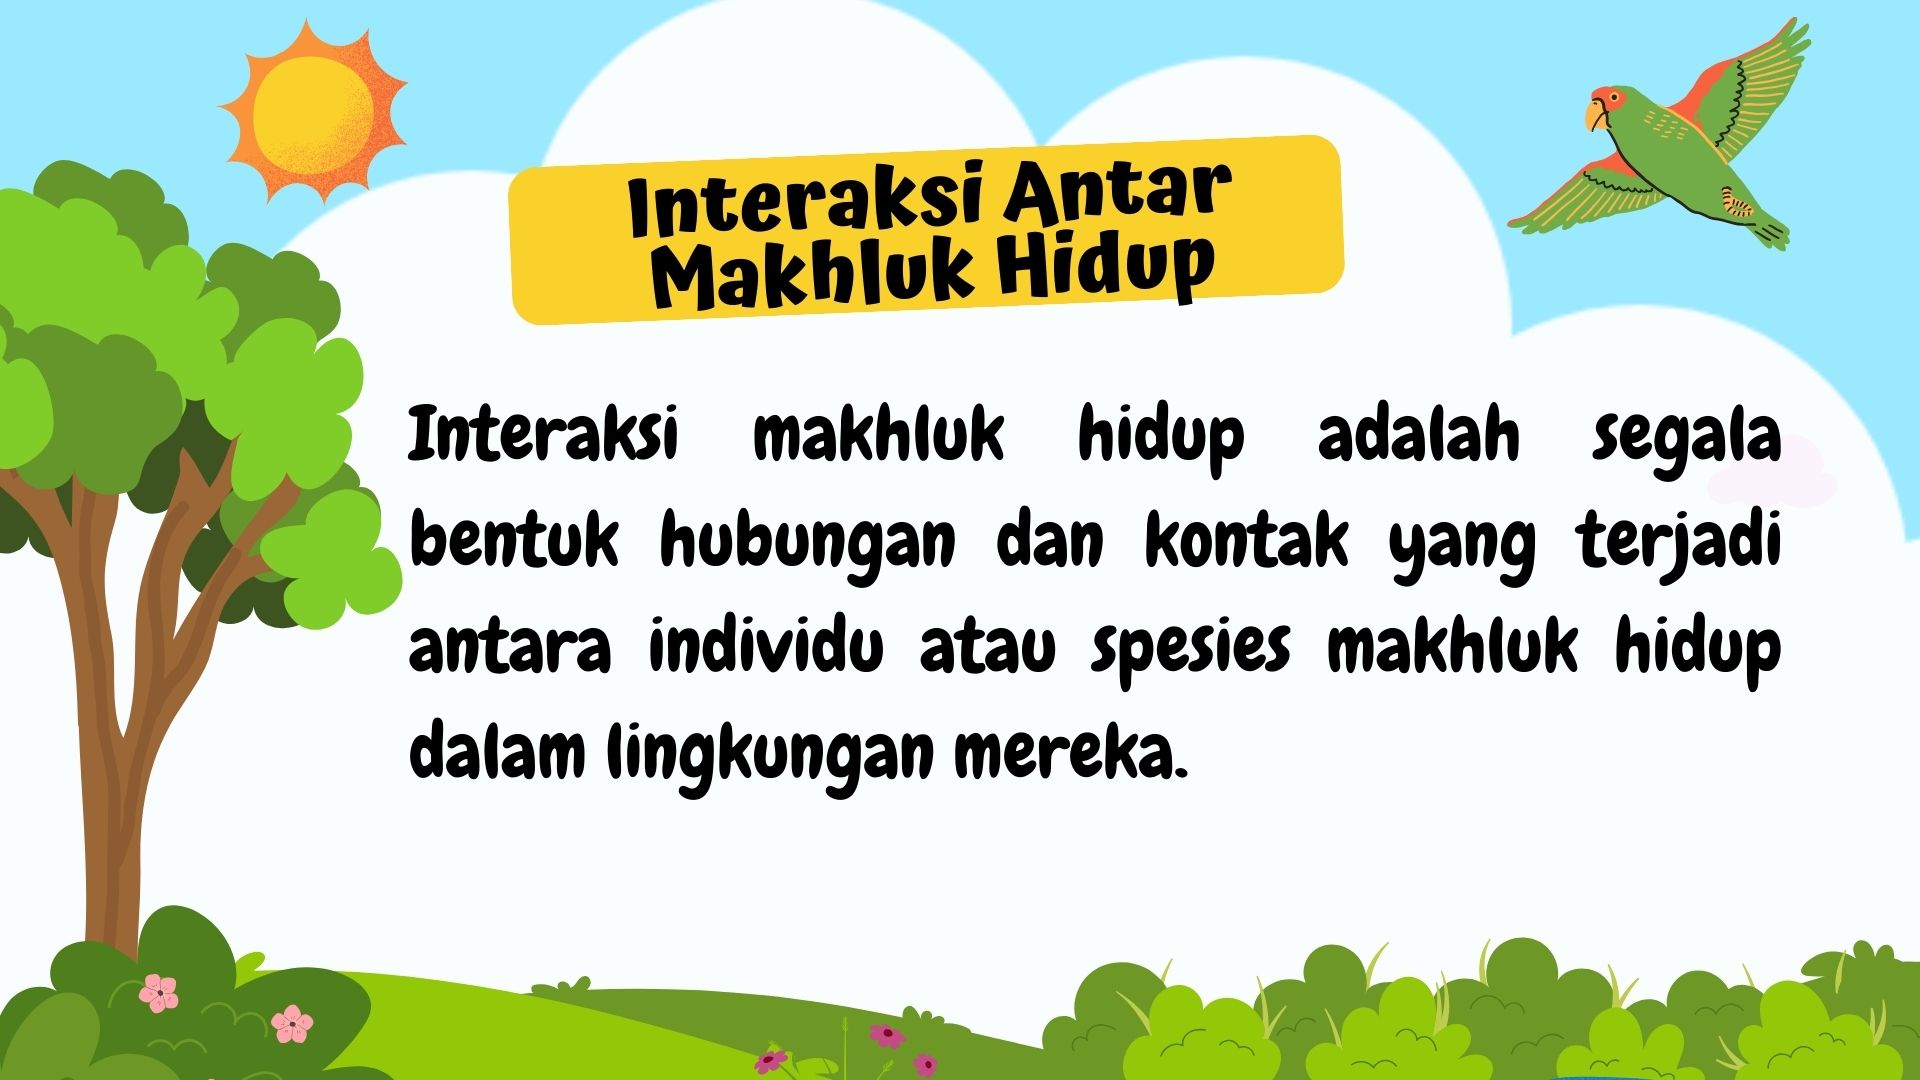 Interaksi Antar
Makhluk Hidup
Interaksi makhluk hidup adalah segala
bentuk hubungan dan kontak yang terjadi
antara individu atau spesies makhluk hidup
dalam lingkungan mereka.